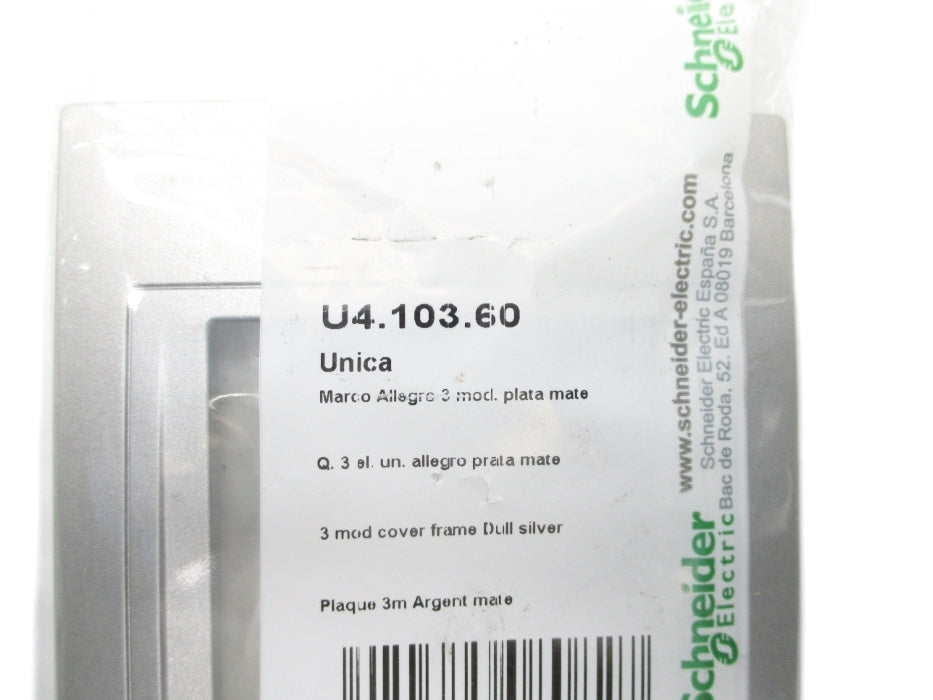 U4.103.60
Unica
Marco Allegro 3 mod. plata mate
Q. 3 el. un. allegro prata mate
3 mod cover frame Dull silver
Plaque 3m Argent mate
Schneider
Electric
www.schneider-electric.com
Schneider Electric España S.A.
Bac de Roda, 52. Ed A 08019 Barcelona
Schnei
Ele